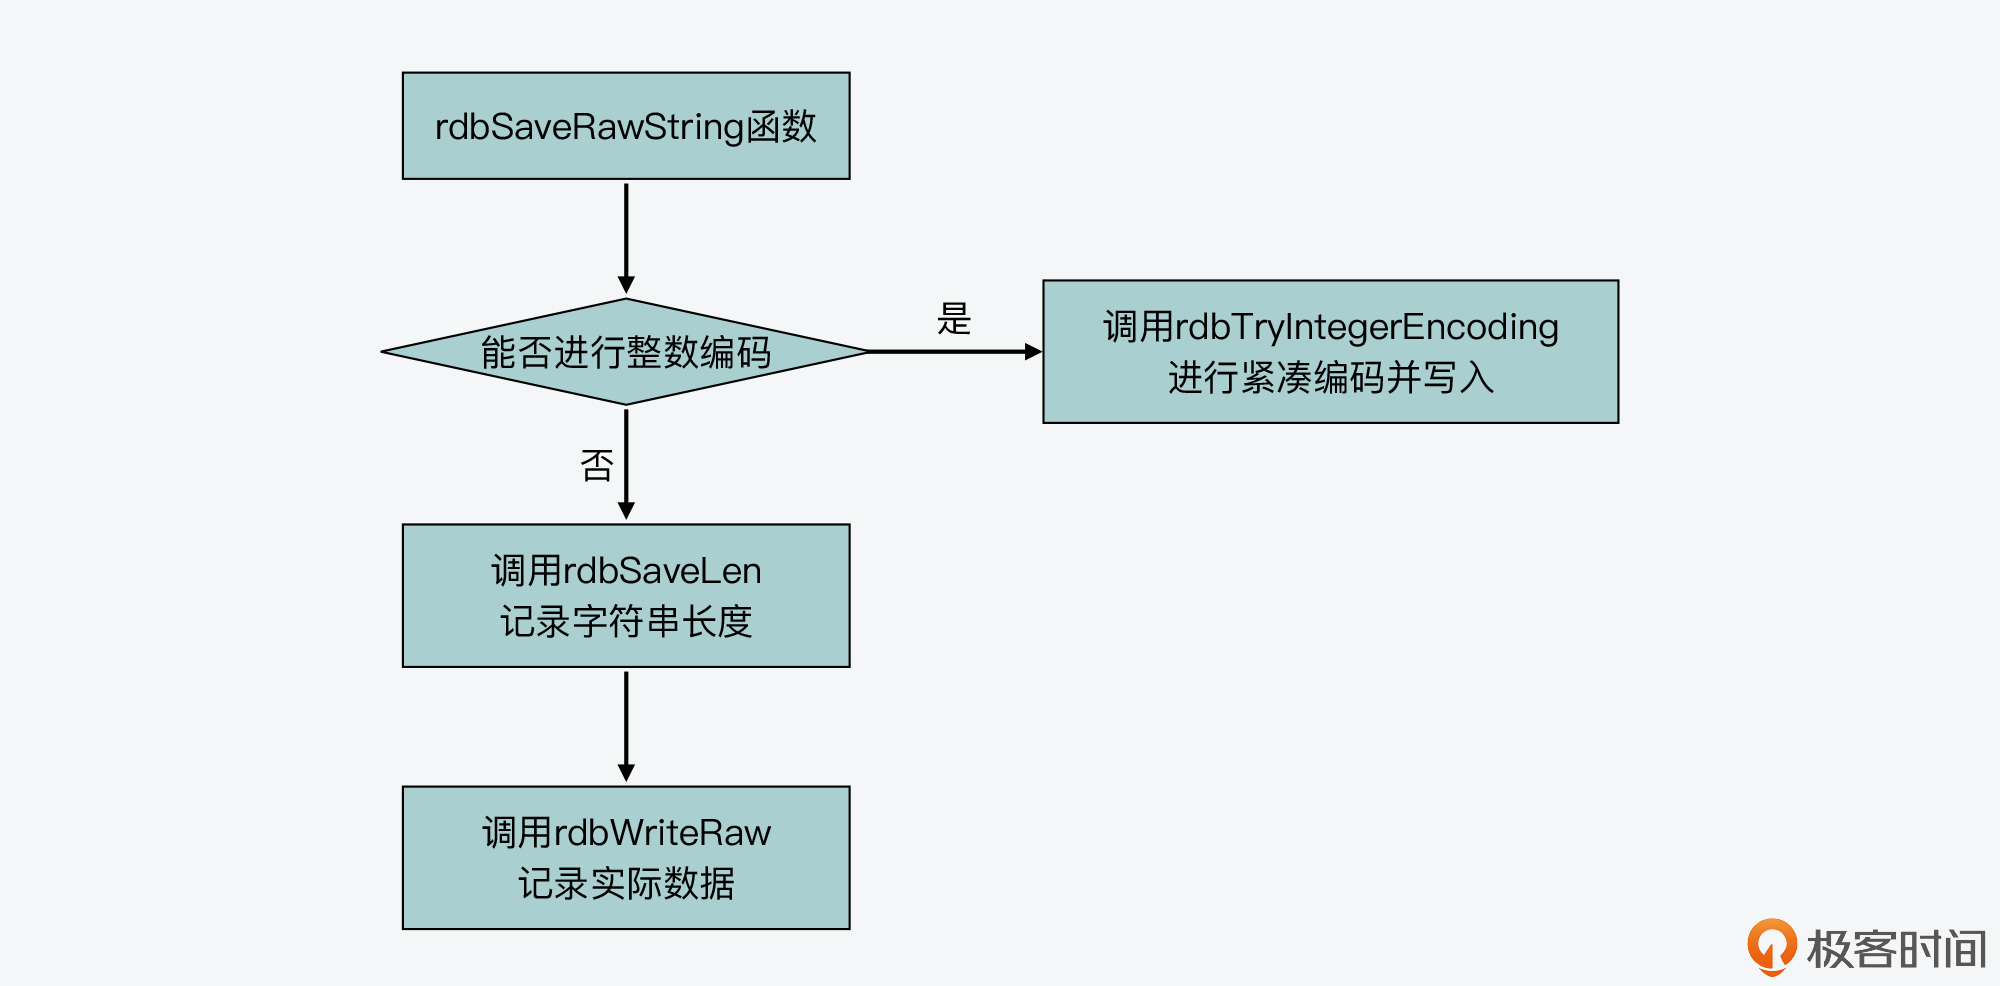 rdbSaveRawString函数
能否进行整数编码
是
调用rdbTryIntegerEncoding
进行紧凑编码并写入
否
调用rdbSaveLen
记录字符串长度
调用rdbWriteRaw
记录实际数据
极客时间